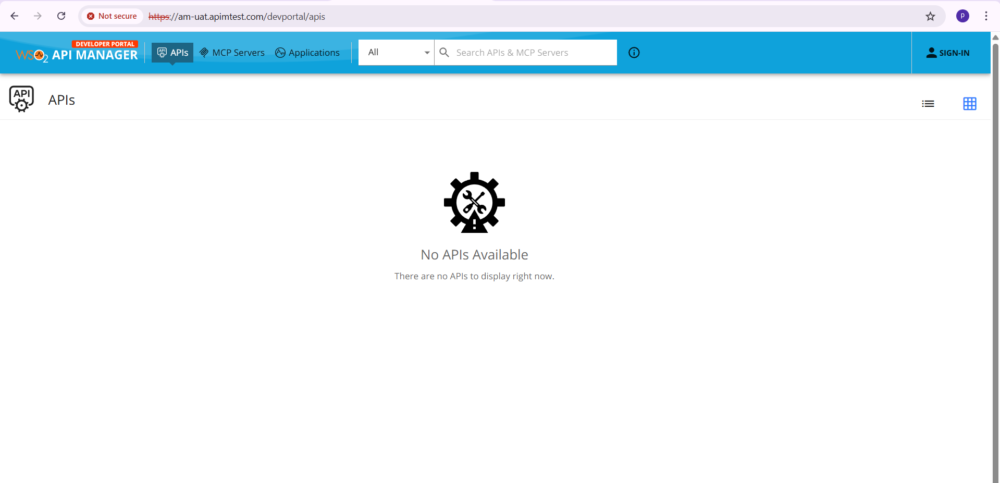 Not secure https://am-uat.apimtest.com/devportal/apis P
DEVELOPER PORTAL
WSO2 API MANAGER
API APIs MCP Servers Applications All Search APIs & MCP Servers SIGN-IN
API APIs
No APIs Available
There are no APIs to display right now.